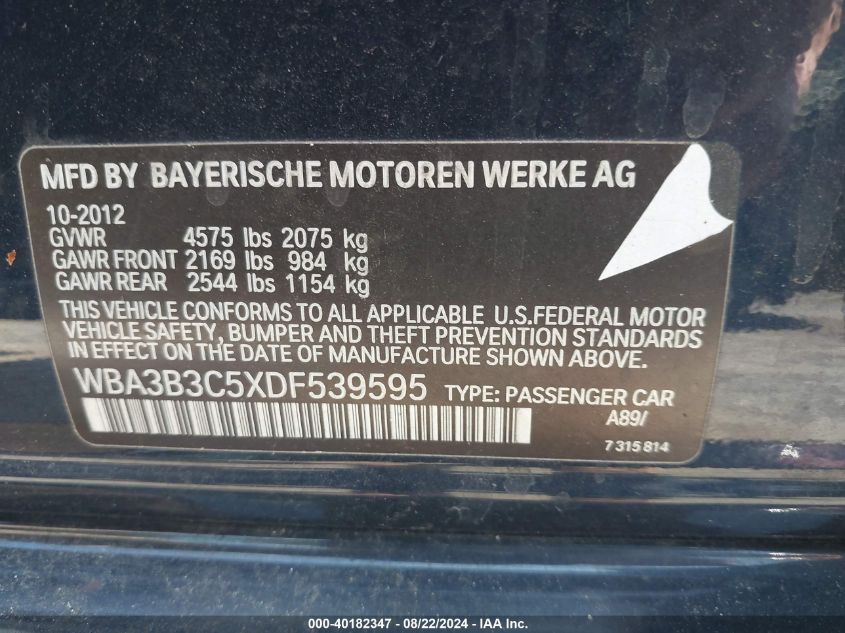 MFD BY BAYERISCHE MOTOREN WERKE AG
10-2012
GVWR 4575 lbs 2075 kg
GAWR FRONT 2169 lbs 984 kg
GAWR REAR 2544 lbs 1154 kg
THIS VEHICLE CONFORMS TO ALL APPLICABLE U.S.FEDERAL MOTOR
VEHICLE SAFETY, BUMPER AND THEFT PREVENTION STANDARDS
IN EFFECT ON THE DATE OF MANUFACTURE SHOWN ABOVE.
WBA3B3C5XDF539595 TYPE: PASSENGER CAR
A89/
7 315 814
000-40182347 - 08/22/2024 - IAA Inc.